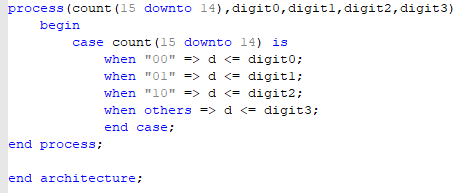 process(count(15 downto 14),digit0,digit1,digit2,digit3)
begin
case count(15 downto 14) is
when "00" => d <= digit0;
when "01" => d <= digit1;
when "10" => d <= digit2;
when others => d <= digit3;
end case;
end process;
end architecture;